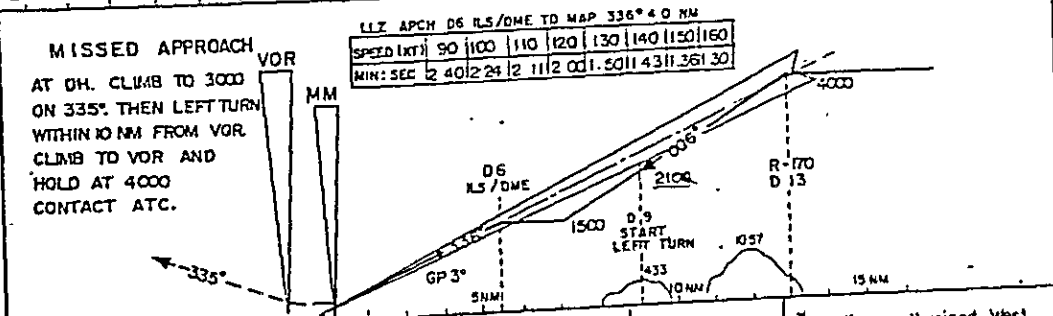 LLZ APCH D6 ILS/DME TO MAP 336° 4.0 NM
SPEED (KT) 90 100 110 120 130 140 150 160
MIN: SEC 2 40 2 24 2 11 2 00 1.50 1 43 1.36 1 30
MISSED APPROACH
AT OH. CLIMB TO 3000
ON 335°. THEN LEFT TURN
WITHIN 10 NM FROM VOR
CLIMB TO VOR AND
HOLD AT 4000
CONTACT ATC.
VOR
MM
4000
006°
D6
ILS/DME
2100
R-170
D 13
1500
D 9
START
LEFT TURN
336°
GP 3°
335°
1057
433
5NM
10 NM
15 NM